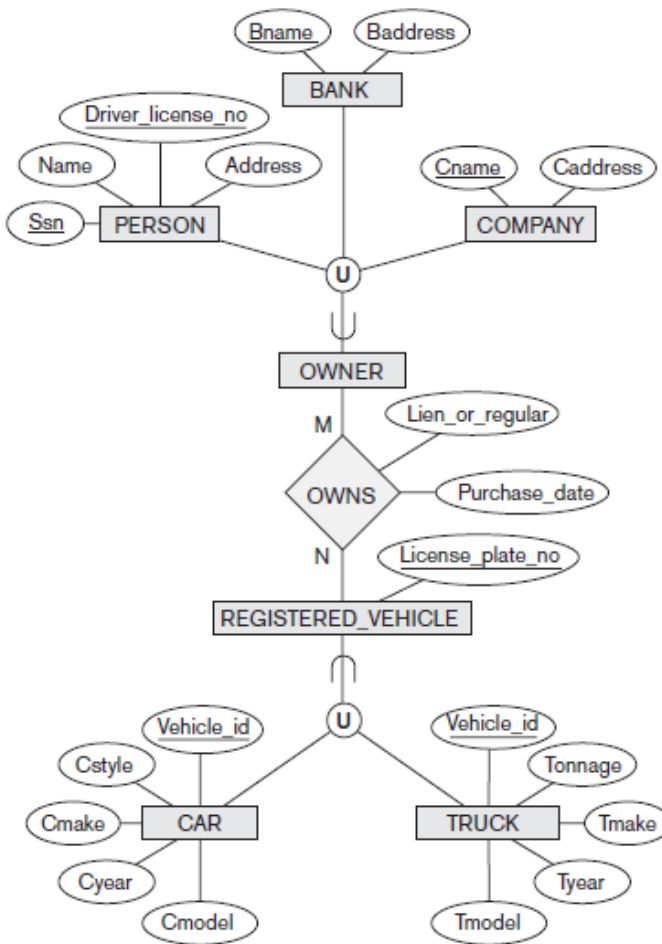 Bname Baddress
BANK
Driver_license_no
Name Address
Cname Caddress
Ssn PERSON COMPANY
U
OWNER
M
Lien_or_regular
OWNS Purchase_date
N License_plate_no
REGISTERED_VEHICLE
U
Vehicle_id Vehicle_id
Cstyle Tonnage
Cmake CAR TRUCK Tmake
Cyear Tyear
Cmodel Tmodel